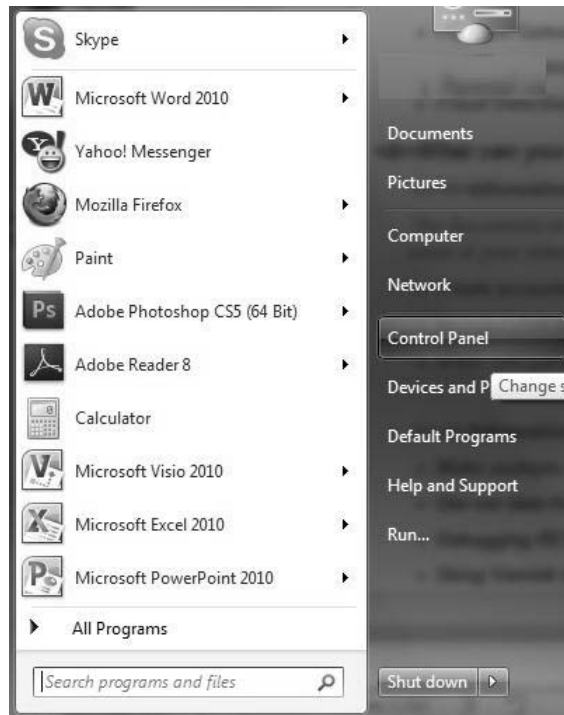 Skype
Microsoft Word 2010
Yahoo! Messenger
Mozilla Firefox
Paint
Ps Adobe Photoshop CS5 (64 Bit)
Adobe Reader 8
Calculator
Microsoft Visio 2010
Microsoft Excel 2010
Microsoft PowerPoint 2010
All Programs
Search programs and files
Documents
Pictures
Computer
Network
Control Panel
Devices and P Change s
Default Programs
Help and Support
Run...
Shut down